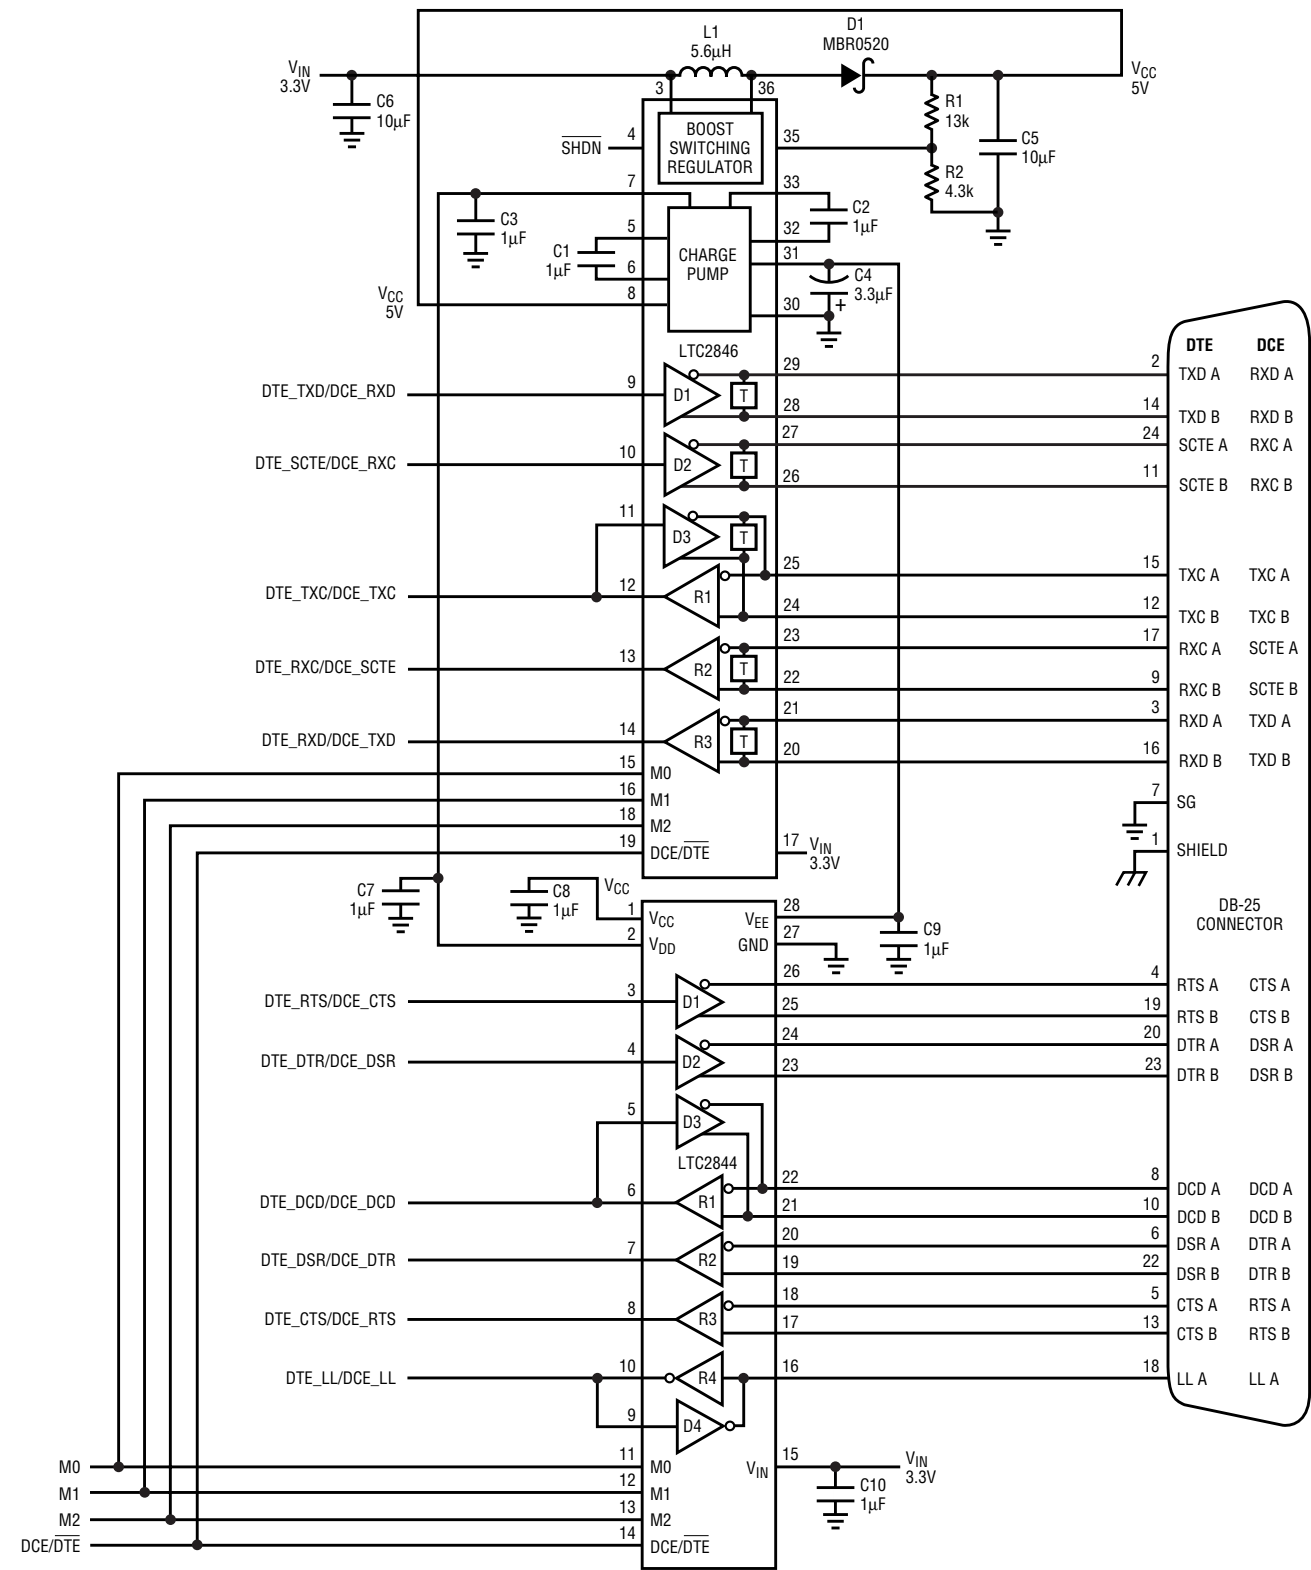 L1
5.6µH
D1
MBR0520
VIN
3.3V
VCC
5V
3
36
C6
10µF
R1
13k
C5
10µF
R2
4.3k
SHDN
4
BOOST
SWITCHING
REGULATOR
35
7
33
C3
1µF
C2
1µF
5
C1
1µF
6
CHARGE
PUMP
32
31
C4
3.3µF
+
VCC
5V
8
30
LTC2846
DTE
DCE
DTE_TXD/DCE_RXD
9
D1
T
29
2
TXD A
RXD A
28
14
TXD B
RXD B
DTE_SCTE/DCE_RXC
10
D2
T
27
24
SCTE A
RXC A
26
11
SCTE B
RXC B
11
D3
T
DTE_TXC/DCE_TXC
12
R1
25
15
TXC A
TXC A
24
12
TXC B
TXC B
DTE_RXC/DCE_SCTE
13
R2
T
23
17
RXC A
SCTE A
22
9
RXC B
SCTE B
DTE_RXD/DCE_TXD
14
R3
T
21
3
RXD A
TXD A
20
16
RXD B
TXD B
15
M0
16
M1
18
M2
19
DCE/DTE
17
VIN
3.3V
7
SG
1
SHIELD
DB-25
CONNECTOR
C7
1µF
C8
1µF
VCC
1
VCC
2
VDD
VEE
28
GND
27
C9
1µF
DTE_RTS/DCE_CTS
3
D1
26
4
RTS A
CTS A
25
19
RTS B
CTS B
DTE_DTR/DCE_DSR
4
D2
24
20
DTR A
DSR A
23
23
DTR B
DSR B
5
D3
LTC2844
DTE_DCD/DCE_DCD
6
R1
22
8
DCD A
DCD A
21
10
DCD B
DCD B
DTE_DSR/DCE_DTR
7
R2
20
6
DSR A
DTR A
19
22
DSR B
DTR B
DTE_CTS/DCE_RTS
8
R3
18
5
CTS A
RTS A
17
13
CTS B
RTS B
DTE_LL/DCE_LL
10
R4
16
18
LL A
LL A
9
D4
M0
11
M0
VIN
15
VIN
3.3V
M1
12
M1
C10
1µF
M2
13
M2
DCE/DTE
14
DCE/DTE